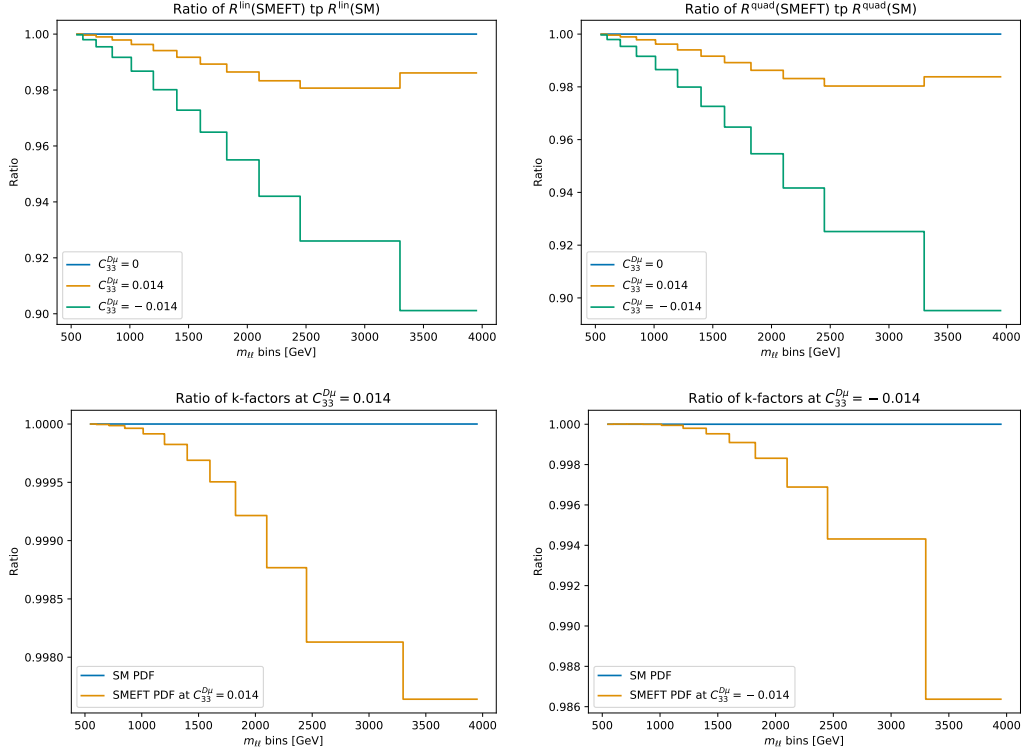 Ratio of R^lin(SMEFT) tp R^lin(SM)
1.00
0.98
0.96
0.94
0.92
0.90
Ratio
C_33^Dμ = 0
C_33^Dμ = 0.014
C_33^Dμ = − 0.014
500 1000 1500 2000 2500 3000 3500 4000
m_ℓℓ bins [GeV]
Ratio of R^quad(SMEFT) tp R^quad(SM)
1.00
0.98
0.96
0.94
0.92
0.90
Ratio
C_33^Dμ = 0
C_33^Dμ = 0.014
C_33^Dμ = − 0.014
500 1000 1500 2000 2500 3000 3500 4000
m_ℓℓ bins [GeV]
Ratio of k-factors at C_33^Dμ = 0.014
1.0000
0.9995
0.9990
0.9985
0.9980
Ratio
SM PDF
SMEFT PDF at C_33^Dμ = 0.014
500 1000 1500 2000 2500 3000 3500 4000
m_ℓℓ bins [GeV]
Ratio of k-factors at C_33^Dμ = − 0.014
1.000
0.998
0.996
0.994
0.992
0.990
0.988
0.986
Ratio
SM PDF
SMEFT PDF at C_33^Dμ = − 0.014
500 1000 1500 2000 2500 3000 3500 4000
m_ℓℓ bins [GeV]